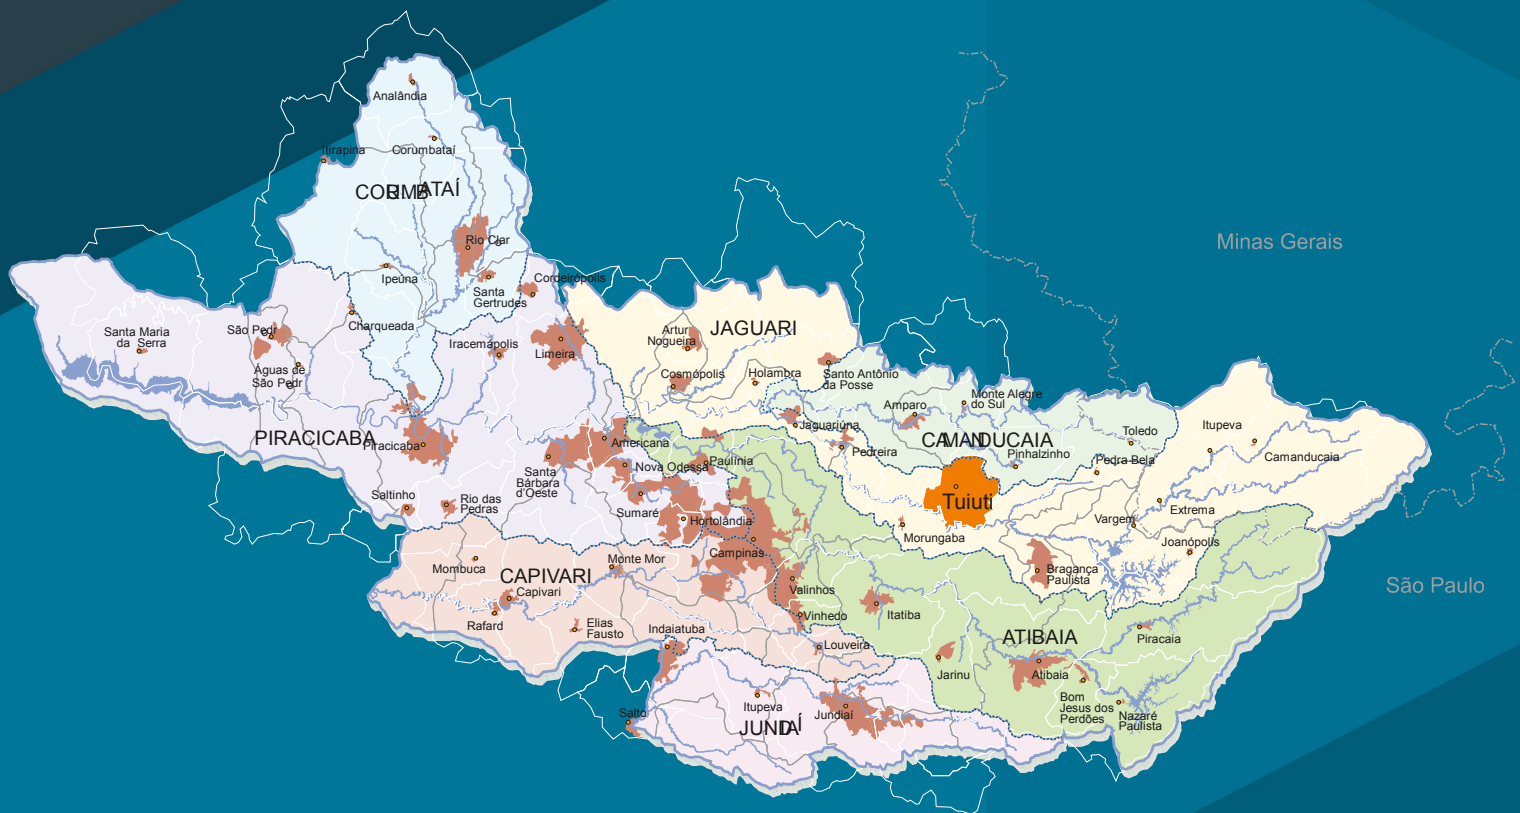 Analândia
Itirapina
Corumbataí
CORUMBATAÍ
Rio Clar
Minas Gerais
Ipeúna
Cordeirópolis
Santa
Gertrudes
Charqueada
Santa Maria
da Serra
São Pedr
Iracemápolis
Limeira
Artur
Nogueira
JAGUARI
Águas de
São Pedr
Cosmópolis
Holambra
Santo Antônio
da Posse
Monte Alegre
do Sul
Amparo
Jaguariúna
CAMANDUCAIA
Toledo
Itupeva
PIRACICABA
Piracicaba
Americana
Pedreira
Pinhalzinho
Pedra Bela
Camanducaia
Nova Odessa
Paulínia
Santa
Bárbara
d'Oeste
Tuiuti
Saltinho
Rio das
Pedras
Sumaré
Hortolândia
Vargem
Extrema
Morungaba
Joanópolis
Campinas
Mombuca
Monte Mor
CAPIVARI
Capivari
Bragança
Paulista
São Paulo
Valinhos
Rafard
Elias
Fausto
Vinhedo
Itatiba
Indaiatuba
Louveira
ATIBAIA
Piracaia
Jarinu
Atibaia
Bom
Jesus dos
Perdões
Itupeva
Jundiaí
Salto
JUNDIAÍ
Nazaré
Paulista